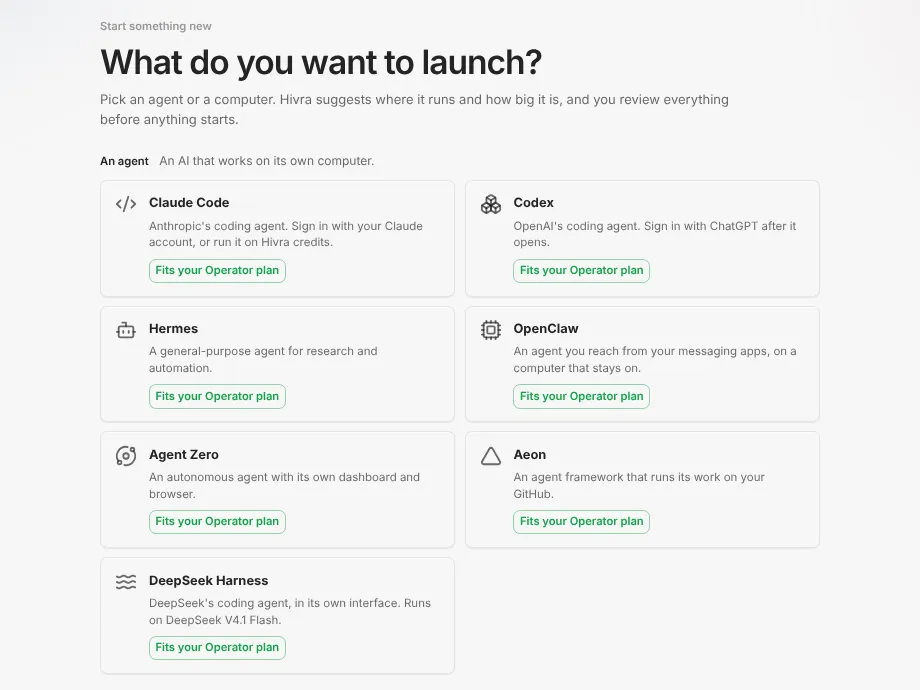 Start something new
What do you want to launch?
Pick an agent or a computer. Hivra suggests where it runs and how big it is, and you review everything
before anything starts.
An agent An AI that works on its own computer.
Claude Code
Anthropic's coding agent. Sign in with your Claude
account, or run it on Hivra credits.
Fits your Operator plan
Codex
OpenAI's coding agent. Sign in with ChatGPT after it
opens.
Fits your Operator plan
Hermes
A general-purpose agent for research and
automation.
Fits your Operator plan
OpenClaw
An agent you reach from your messaging apps, on a
computer that stays on.
Fits your Operator plan
Agent Zero
An autonomous agent with its own dashboard and
browser.
Fits your Operator plan
Aeon
An agent framework that runs its work on your
GitHub.
Fits your Operator plan
DeepSeek Harness
DeepSeek's coding agent, in its own interface. Runs
on DeepSeek V4.1 Flash.
Fits your Operator plan